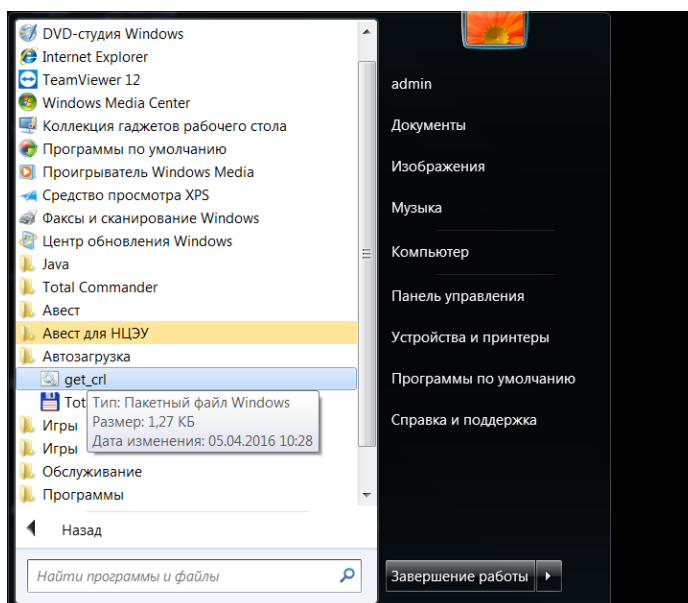 DVD-студия Windows
Internet Explorer
TeamViewer 12
Windows Media Center
Коллекция гаджетов рабочего стола
Программы по умолчанию
Проигрыватель Windows Media
Средство просмотра XPS
Факсы и сканирование Windows
Центр обновления Windows
Java
Total Commander
Авест
Авест для НЦЭУ
Автозагрузка
get_crl
Tot
Тип: Пакетный файл Windows
Размер: 1,27 КБ
Дата изменения: 05.04.2016 10:28
Игры
Игры
Обслуживание
Программы
Назад
Найти программы и файлы
admin
Документы
Изображения
Музыка
Компьютер
Панель управления
Устройства и принтеры
Программы по умолчанию
Справка и поддержка
Завершение работы